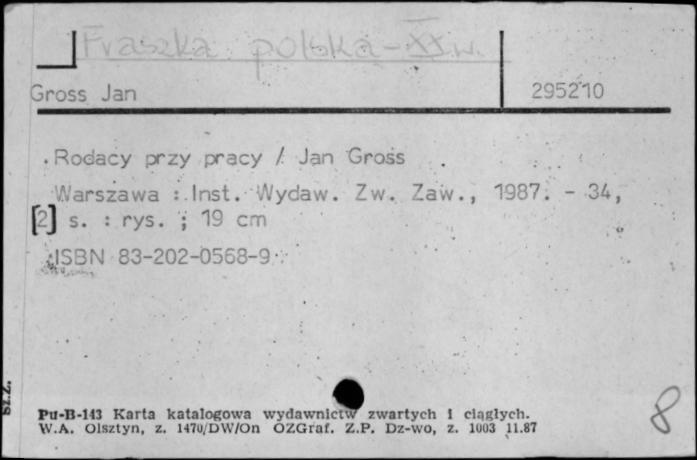 Fraszka polska - XX w.
Gross Jan 295210
Rodacy przy pracy / Jan Gross
Warszawa : Inst. Wydaw. Zw. Zaw., 1987. - 34,
[2] s. : rys. ; 19 cm
ISBN 83-202-0568-9
Sz.Z.
Pu-B-143 Karta katalogowa wydawnictw zwartych i ciągłych.
W.A. Olsztyn, z. 1470/DW/On OZGraf. Z.P. Dz-wo, z. 1003 11.87
8